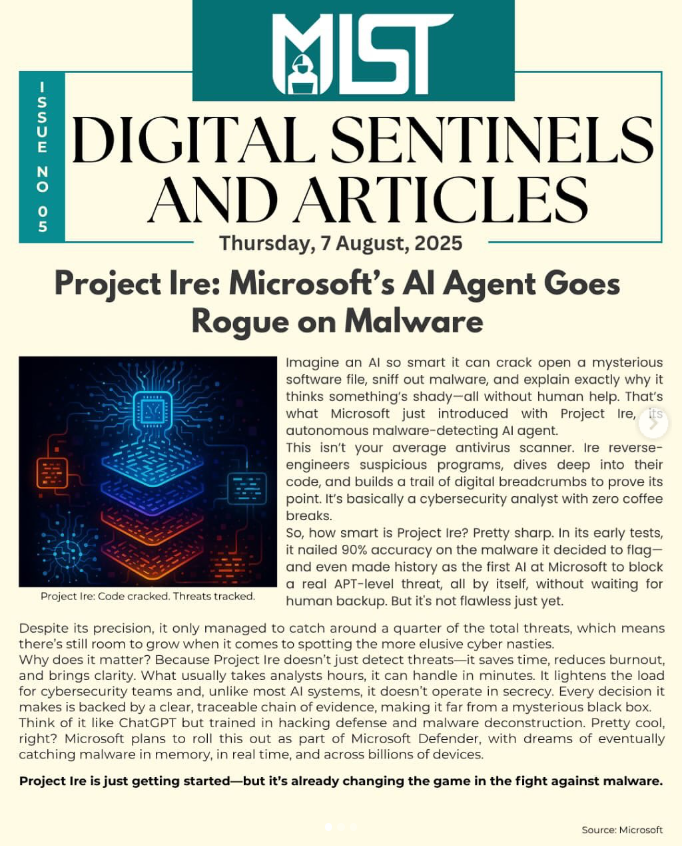 MIST
ISSUE NO 05
DIGITAL SENTINELS
AND ARTICLES
Thursday, 7 August, 2025
Project Ire: Microsoft's AI Agent Goes
Rogue on Malware
Imagine an AI so smart it can crack open a mysterious
software file, sniff out malware, and explain exactly why it
thinks something's shady—all without human help. That's
what Microsoft just introduced with Project Ire, its
autonomous malware-detecting AI agent.
This isn't your average antivirus scanner. Ire reverse-
engineers suspicious programs, dives deep into their
code, and builds a trail of digital breadcrumbs to prove its
point. It's basically a cybersecurity analyst with zero coffee
breaks.
So, how smart is Project Ire? Pretty sharp. In its early tests,
it nailed 90% accuracy on the malware it decided to flag—
and even made history as the first AI at Microsoft to block
a real APT-level threat, all by itself, without waiting for
human backup. But it's not flawless just yet.
Project Ire: Code cracked. Threats tracked.
Despite its precision, it only managed to catch around a quarter of the total threats, which means
there's still room to grow when it comes to spotting the more elusive cyber nasties.
Why does it matter? Because Project Ire doesn't just detect threats—it saves time, reduces burnout,
and brings clarity. What usually takes analysts hours, it can handle in minutes. It lightens the load
for cybersecurity teams and, unlike most AI systems, it doesn't operate in secrecy. Every decision it
makes is backed by a clear, traceable chain of evidence, making it far from a mysterious black box.
Think of it like ChatGPT but trained in hacking defense and malware deconstruction. Pretty cool,
right? Microsoft plans to roll this out as part of Microsoft Defender, with dreams of eventually
catching malware in memory, in real time, and across billions of devices.
Project Ire is just getting started—but it's already changing the game in the fight against malware.
Source: Microsoft